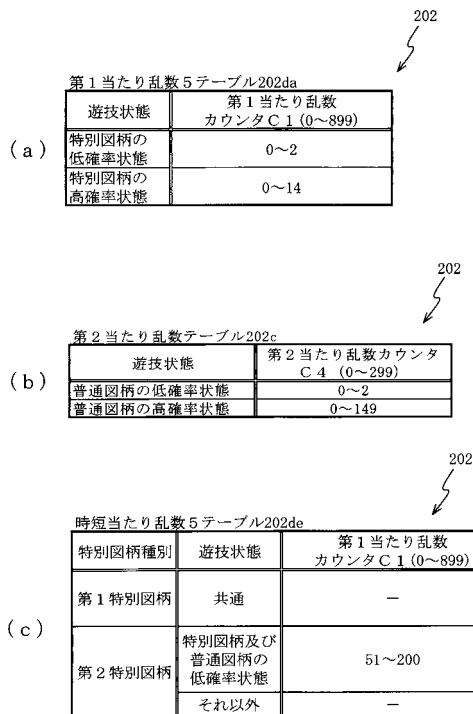 202
第1当たり乱数5テーブル202da
遊技状態
第1当たり乱数
カウンタC1(0~899)
(a)
特別図柄の
低確率状態
0~2
特別図柄の
高確率状態
0~14
202
第2当たり乱数テーブル202c
遊技状態
第2当たり乱数カウンタ
C4 (0~299)
(b)
普通図柄の低確率状態
0~2
普通図柄の高確率状態
0~149
202
時短当たり乱数5テーブル202de
特別図柄種別
遊技状態
第1当たり乱数
カウンタC1(0~899)
(c)
第1特別図柄
共通
-
第2特別図柄
特別図柄及び
普通図柄の
低確率状態
51~200
それ以外
-